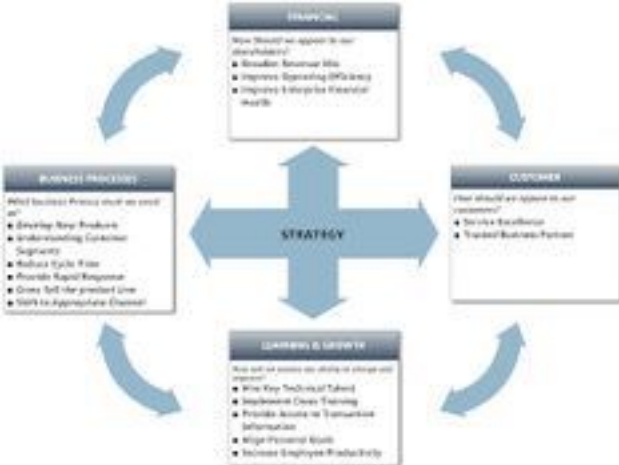 FINANCIAL
How Should we appear to our
shareholders?
Broaden Revenue Mix
Improve Operating Efficiency
Improve Enterprise Financial
Health
BUSINESS PROCESSES
What business Process must we excel
at?
Develop New Products
Understanding Customer
Segments
Reduce Cycle Time
Provide Rapid Response
Cross Sell the product Line
Shift to Appropriate Channel
STRATEGY
CUSTOMER
How should we appear to our
customers?
Service Excellence
Trusted Business Partner
LEARNING & GROWTH
How will we sustain our ability to change and
improve?
Hire Key Technical Talent
Implement Cross Training
Provide Access to Transaction
Information
Align Personal Goals
Increase Employee Productivity